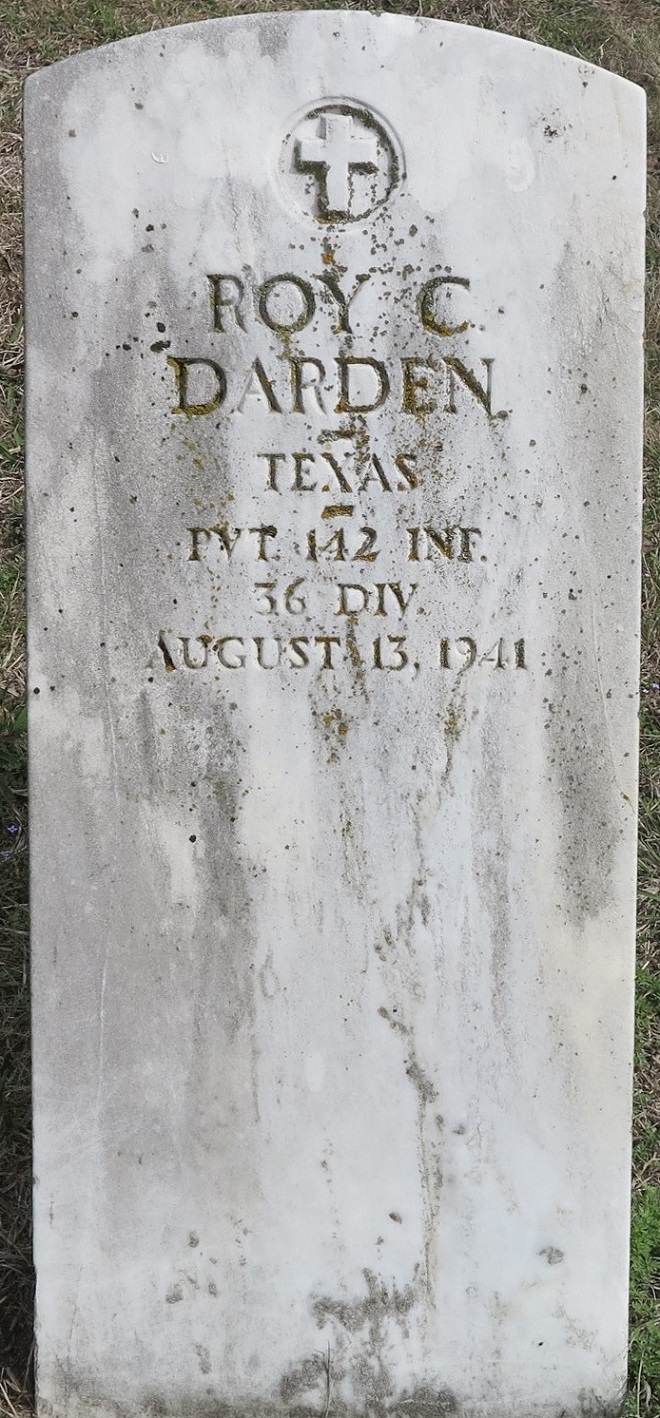 ROY C.
DARDEN
TEXAS
PVT. 142 INF.
36 DIV.
AUGUST 13, 1941